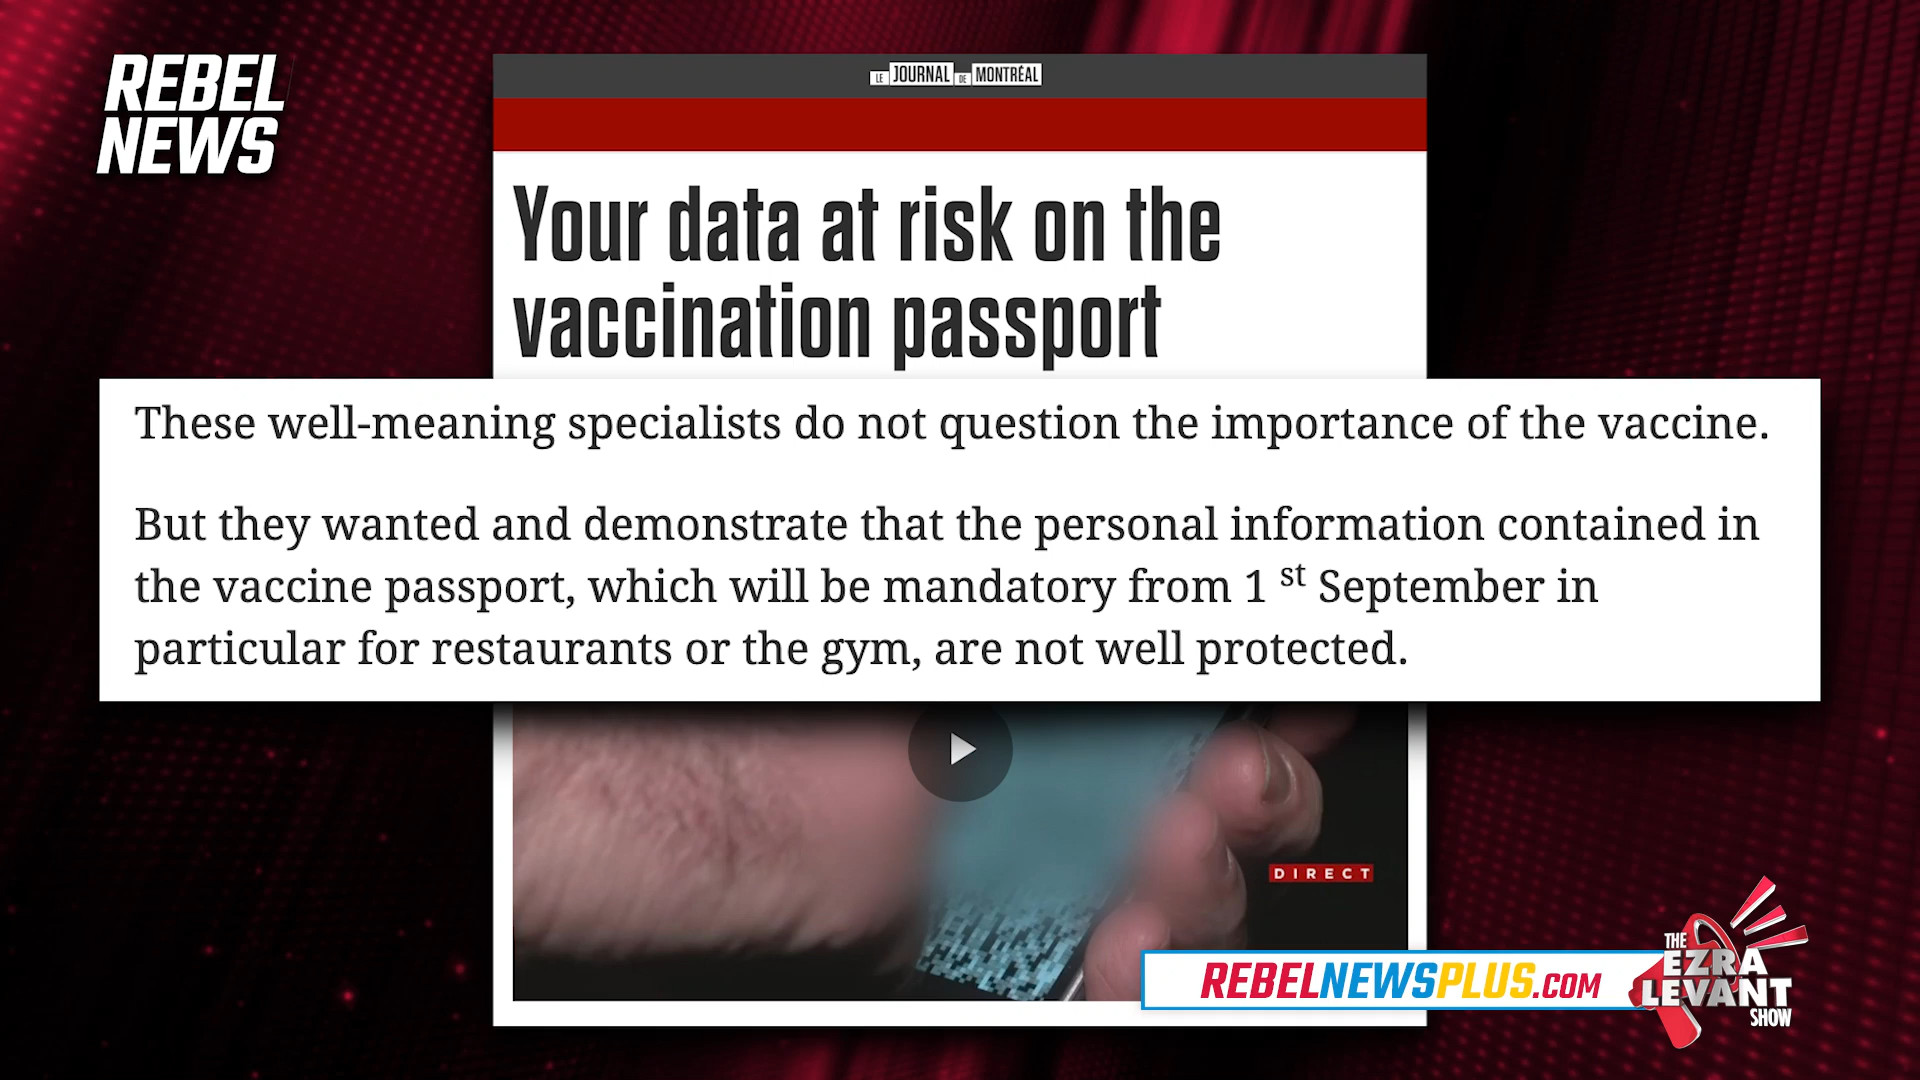 REBEL
NEWS
LE JOURNAL DE MONTRÉAL
Your data at risk on the
vaccination passport
These well-meaning specialists do not question the importance of the vaccine.
But they wanted and demonstrate that the personal information contained in
the vaccine passport, which will be mandatory from 1 st September in
particular for restaurants or the gym, are not well protected.
DIRECT
REBELNEWSPLUS.COM
THE
EZRA
LEVANT
SHOW